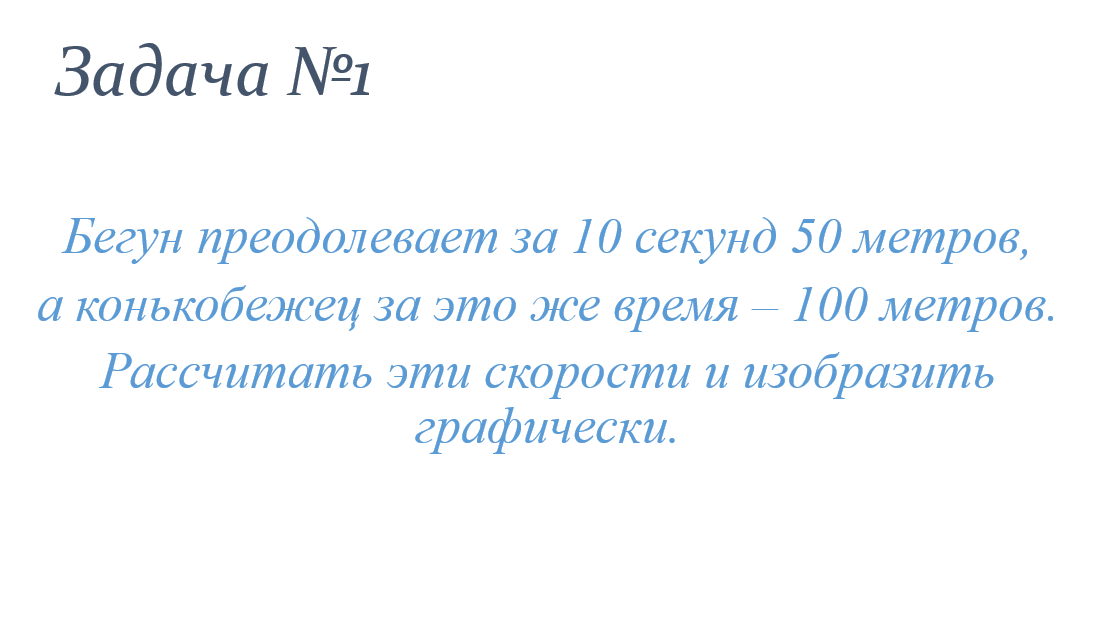 Задача №1
Бегун преодолевает за 10 секунд 50 метров,
а конькобежец за это же время – 100 метров.
Рассчитать эти скорости и изобразить
графически.